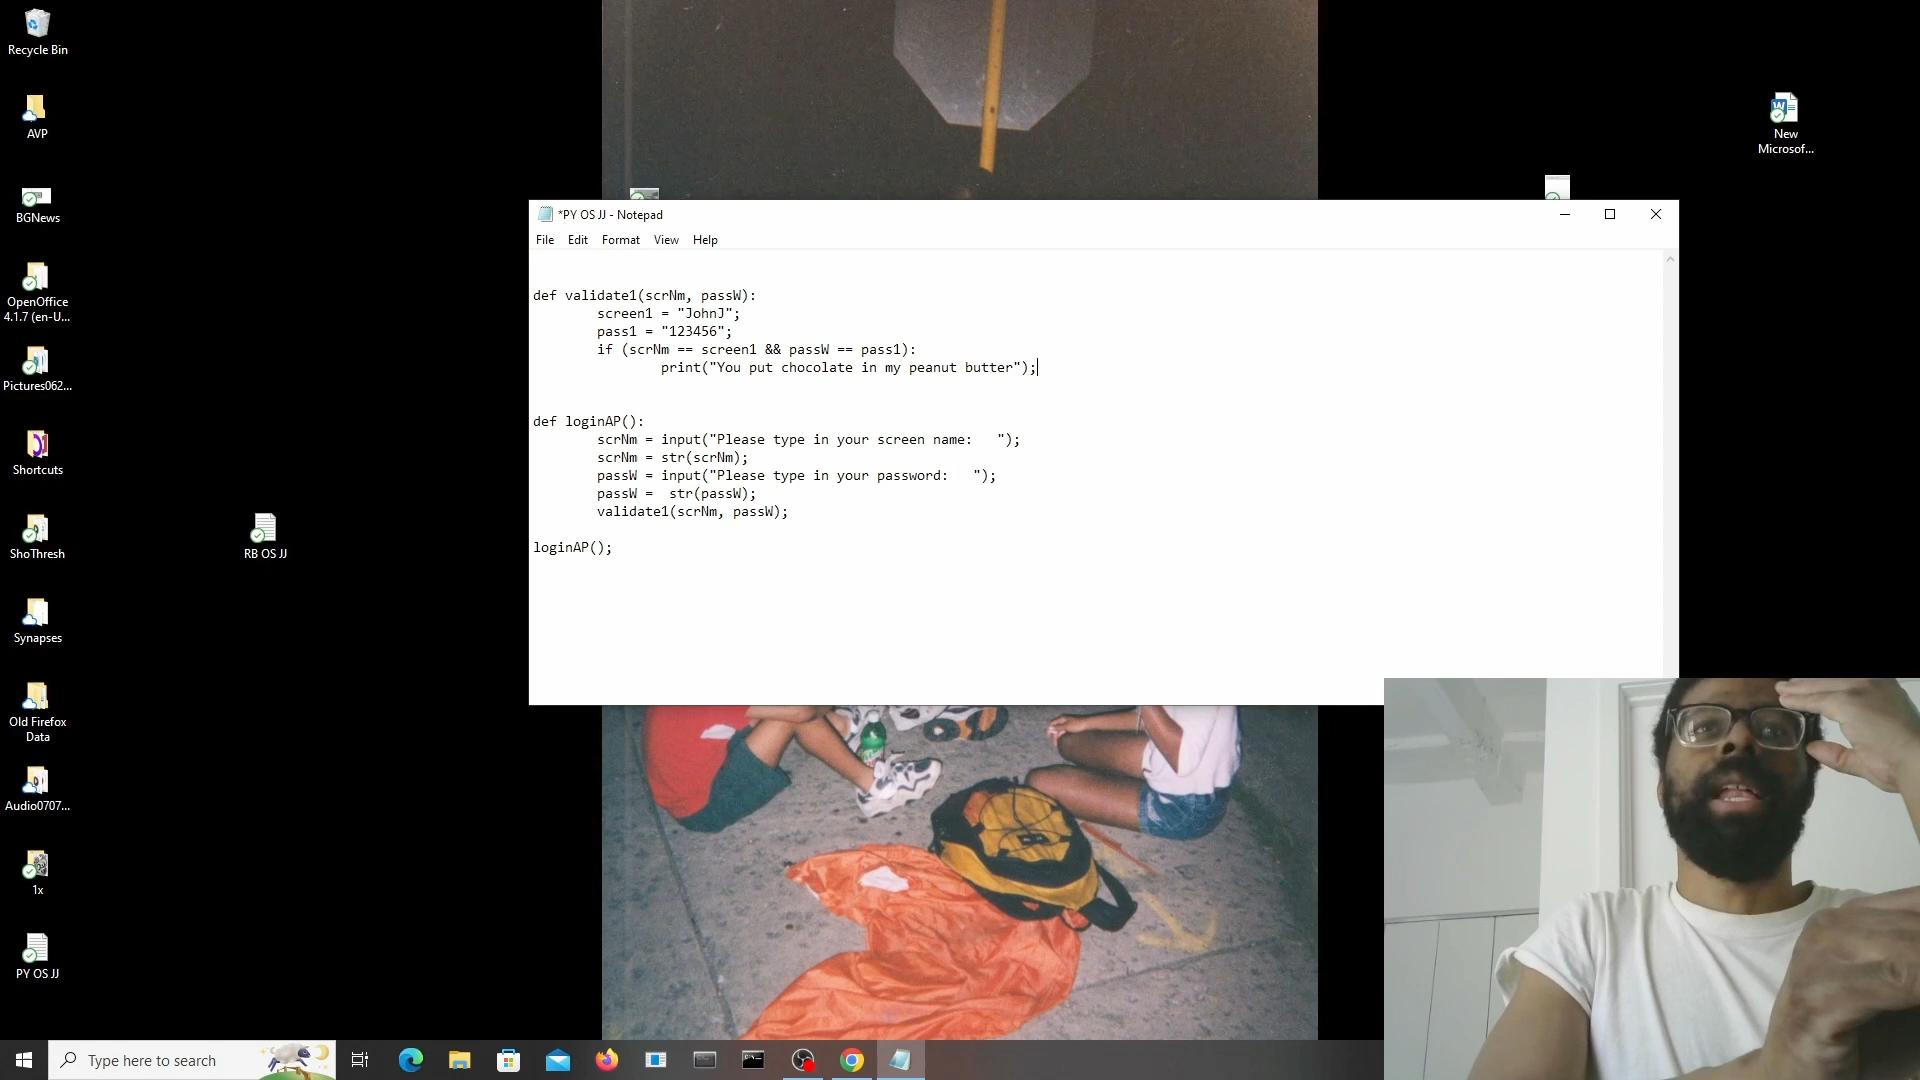 Recycle Bin
AVP
BGNews
OpenOffice
4.1.7 (en-U...
Pictures062...
Shortcuts
ShoThresh
Synapses
Old Firefox
Data
Audio0707...
1x
PY OS JJ
RB OS JJ
New
Microsof...
*PY OS JJ - Notepad
File Edit Format View Help
def validate1(scrNm, passW):
screen1 = "JohnJ";
pass1 = "123456";
if (scrNm == screen1 && passW == pass1):
print("You put chocolate in my peanut butter");
def loginAP():
scrNm = input("Please type in your screen name:   ");
scrNm = str(scrNm);
passW = input("Please type in your password:   ");
passW =  str(passW);
validate1(scrNm, passW);
loginAP();
Type here to search